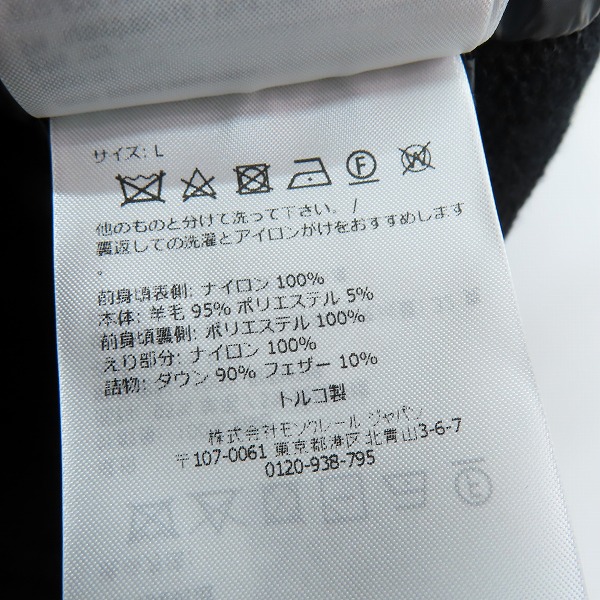 サイズ: L
F
W
他のものと分けて洗って下さい。 /
裏返しての洗濯とアイロンがけをおすすめします
。
前身頃表側: ナイロン 100%
本体: 羊毛 95% ポリエステル 5%
前身頃裏側: ポリエステル 100%
えり部分: ナイロン 100%
詰物: ダウン 90% フェザー 10%
トルコ製
株式会社モンクレール ジャパン
〒107-0061 東京都港区 北青山3-6-7
0120-938-795